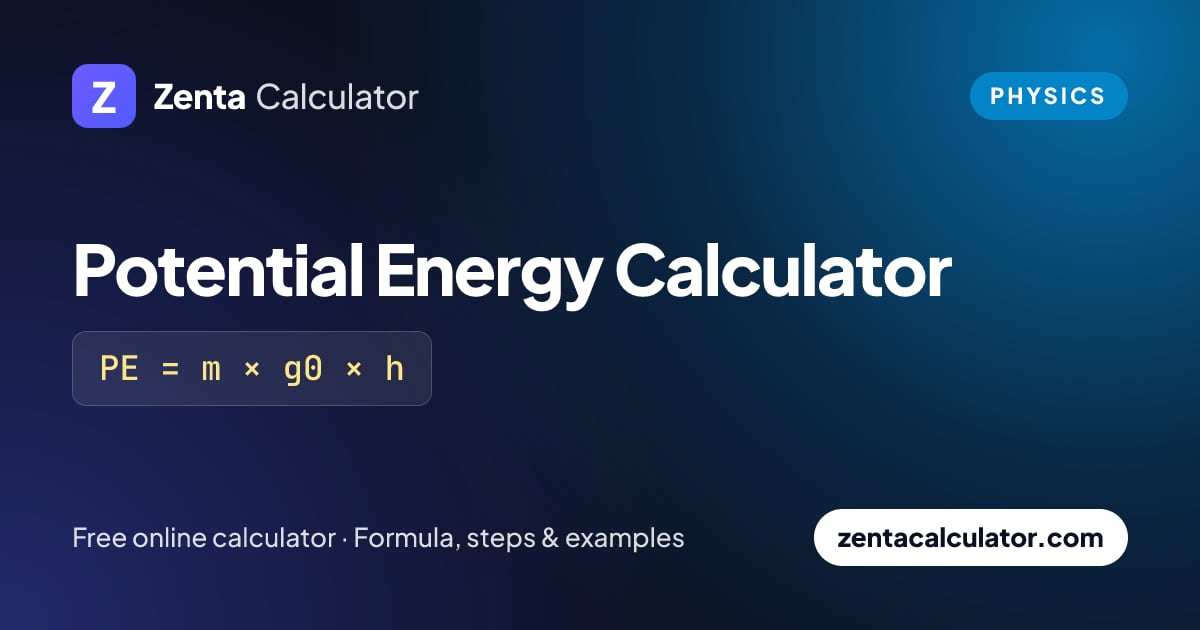 Z
Zenta Calculator
PHYSICS
Potential Energy Calculator
PE = m × g0 × h
Free online calculator · Formula, steps & examples
zentacalculator.com